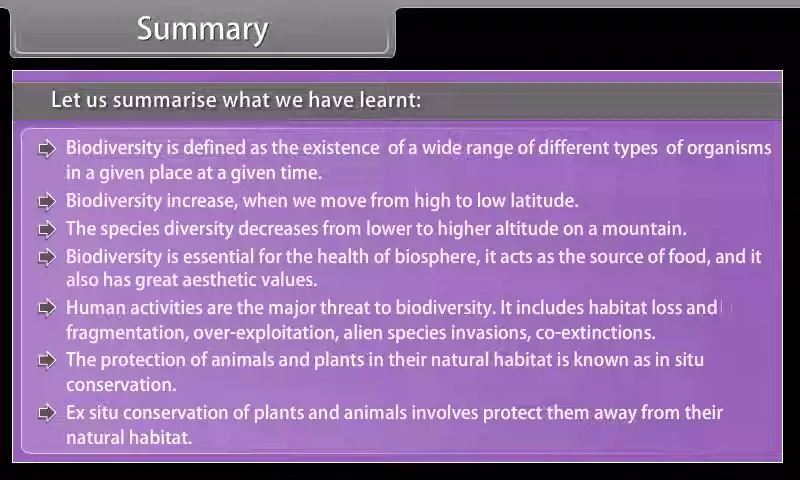 Summary
Let us summarise what we have learnt:
Biodiversity is defined as the existence of a wide range of different types of organisms
in a given place at a given time.
Biodiversity increase, when we move from high to low latitude.
The species diversity decreases from lower to higher altitude on a mountain.
Biodiversity is essential for the health of biosphere, it acts as the source of food, and it
also has great aesthetic values.
Human activities are the major threat to biodiversity. It includes habitat loss and
fragmentation, over-exploitation, alien species invasions, co-extinctions.
The protection of animals and plants in their natural habitat is known as in situ
conservation.
Ex situ conservation of plants and animals involves protect them away from their
natural habitat.